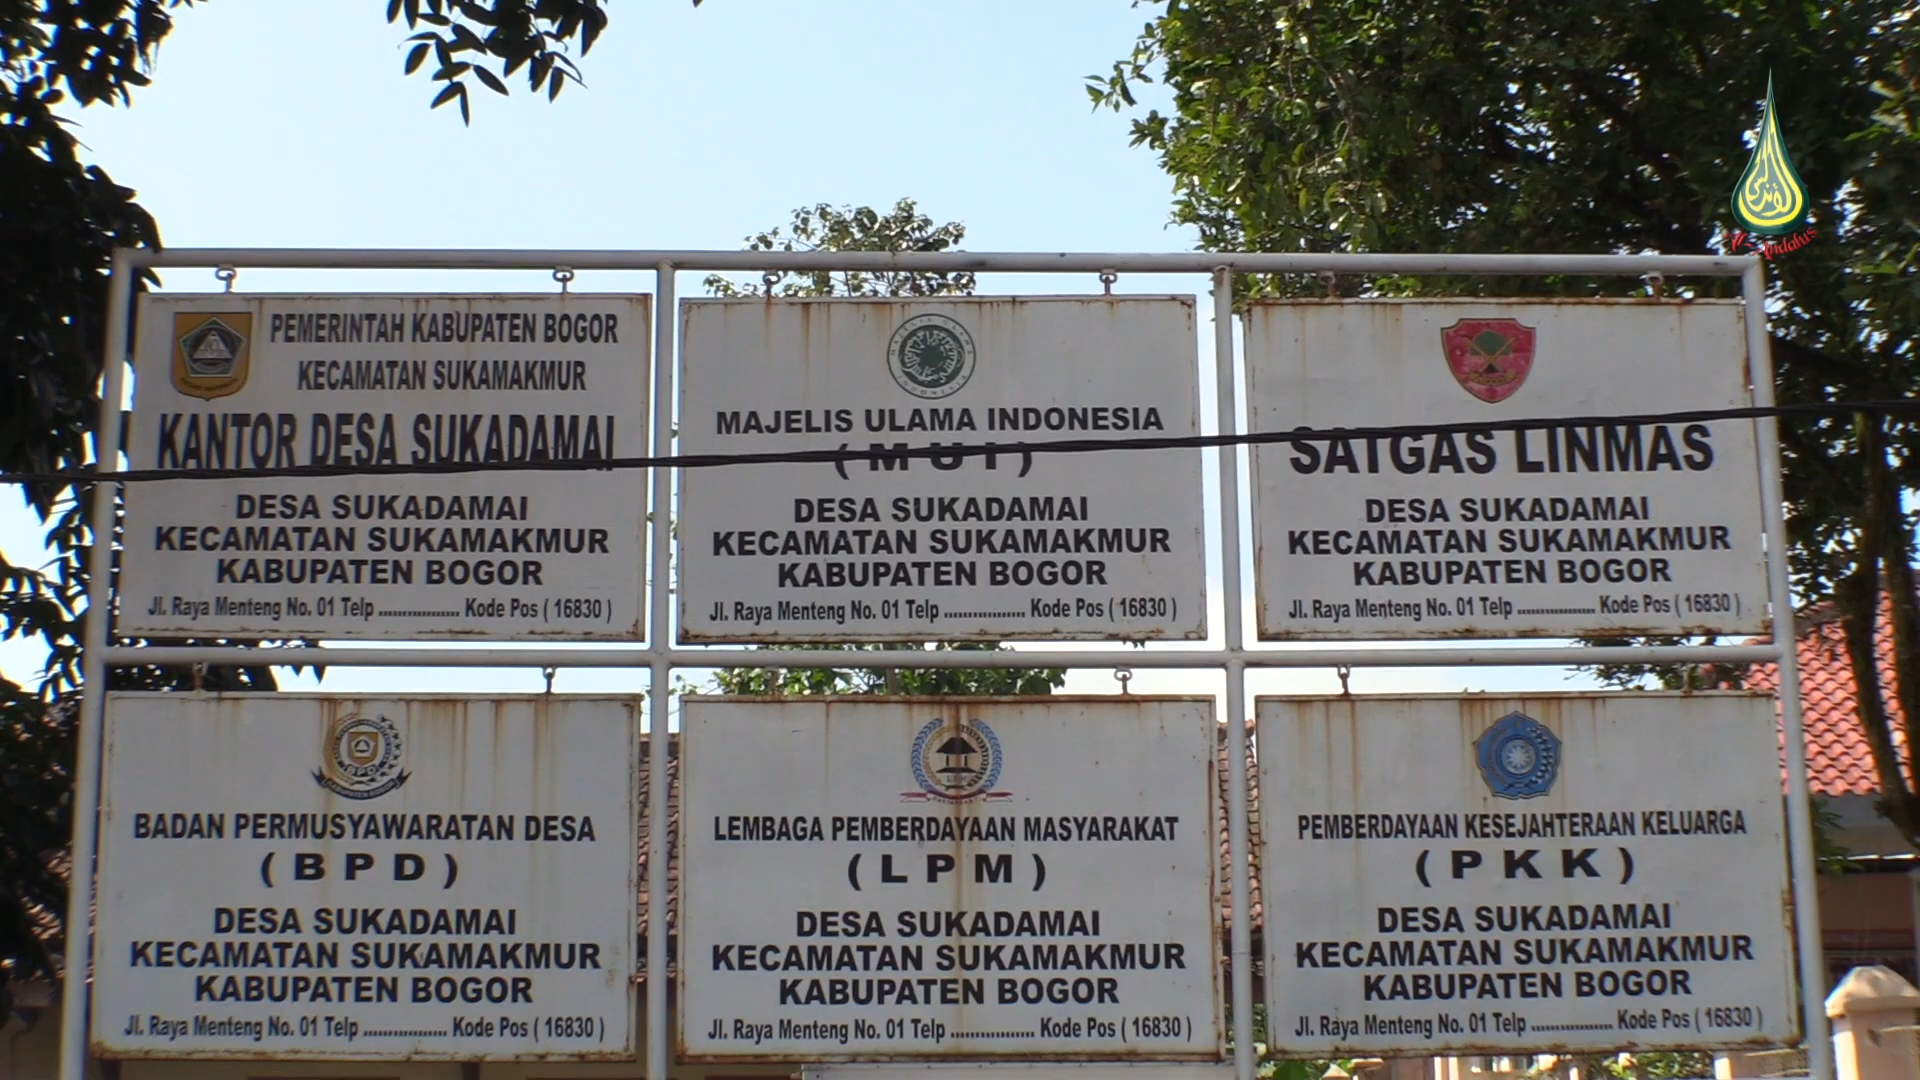 PEMERINTAH KABUPATEN BOGOR
KECAMATAN SUKAMAKMUR
KANTOR DESA SUKADAMAI
DESA SUKADAMAI
KECAMATAN SUKAMAKMUR
KABUPATEN BOGOR
Jl. Raya Menteng No. 01 Telp ................. Kode Pos ( 16830 )
MAJELIS ULAMA INDONESIA
( M U I )
DESA SUKADAMAI
KECAMATAN SUKAMAKMUR
KABUPATEN BOGOR
Jl. Raya Menteng No. 01 Telp ................. Kode Pos ( 16830 )
SATGAS LINMAS
DESA SUKADAMAI
KECAMATAN SUKAMAKMUR
KABUPATEN BOGOR
Jl. Raya Menteng No. 01 Telp ................. Kode Pos ( 16830 )
BPD
KABUPATEN BOGOR
BADAN PERMUSYAWARATAN DESA
( B P D )
DESA SUKADAMAI
KECAMATAN SUKAMAKMUR
KABUPATEN BOGOR
Jl. Raya Menteng No. 01 Telp ................. Kode Pos ( 16830 )
LEMBAGA PEMBERDAYAAN MASYARAKAT
( L P M )
DESA SUKADAMAI
KECAMATAN SUKAMAKMUR
KABUPATEN BOGOR
Jl. Raya Menteng No. 01 Telp ................. Kode Pos ( 16830 )
PEMBERDAYAAN KESEJAHTERAAN KELUARGA
( P K K )
DESA SUKADAMAI
KECAMATAN SUKAMAKMUR
KABUPATEN BOGOR
Jl. Raya Menteng No. 01 Telp ................. Kode Pos ( 16830 )